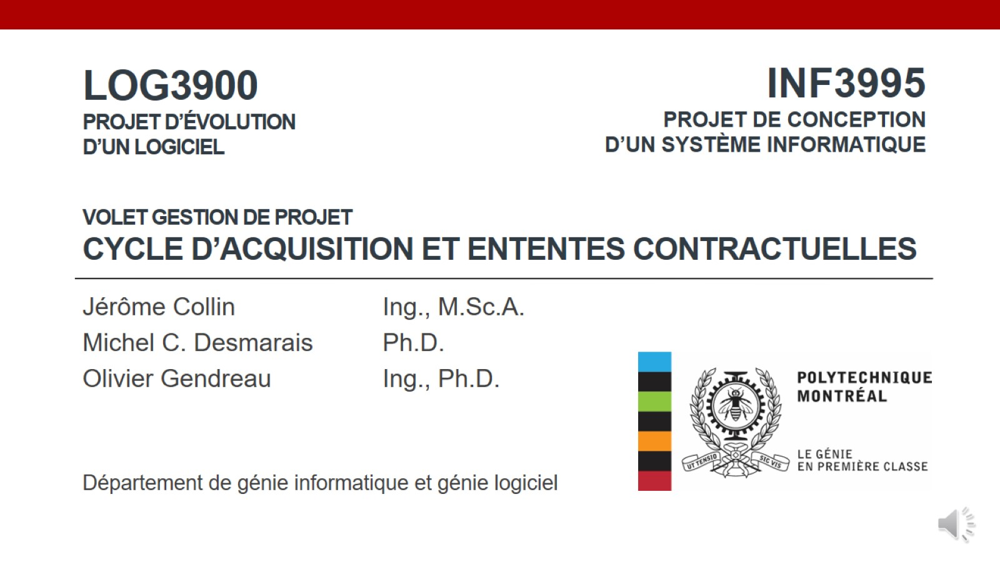 LOG3900
PROJET D’ÉVOLUTION
D’UN LOGICIEL
INF3995
PROJET DE CONCEPTION
D’UN SYSTÈME INFORMATIQUE
VOLET GESTION DE PROJET
CYCLE D’ACQUISITION ET ENTENTES CONTRACTUELLES
Jérôme Collin Ing., M.Sc.A.
Michel C. Desmarais Ph.D.
Olivier Gendreau Ing., Ph.D.
POLYTECHNIQUE
MONTRÉAL
UT TENSIO SIC VIS
LE GÉNIE
EN PREMIÈRE CLASSE
Département de génie informatique et génie logiciel